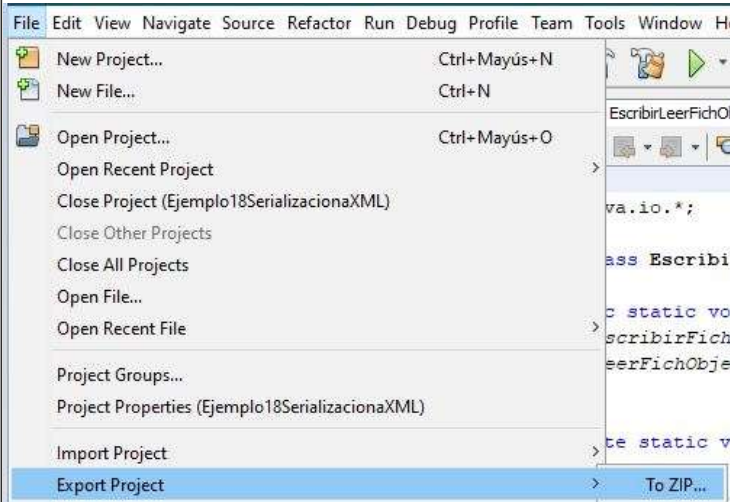 File Edit View Navigate Source Refactor Run Debug Profile Team Tools Window
New Project... Ctrl+Mayús+N
New File... Ctrl+N
EscribirLeerFichO
Open Project... Ctrl+Mayús+O
Open Recent Project
Close Project (Ejemplo18SerializacionaXML)
va.io.*;
Close Other Projects
Close All Projects
ass Escribi
Open File...
c static vo
Open Recent File
scribirFich
eerFichObje
Project Groups...
Project Properties (Ejemplo18SerializacionaXML)
te static v
Import Project
Export Project
To ZIP...